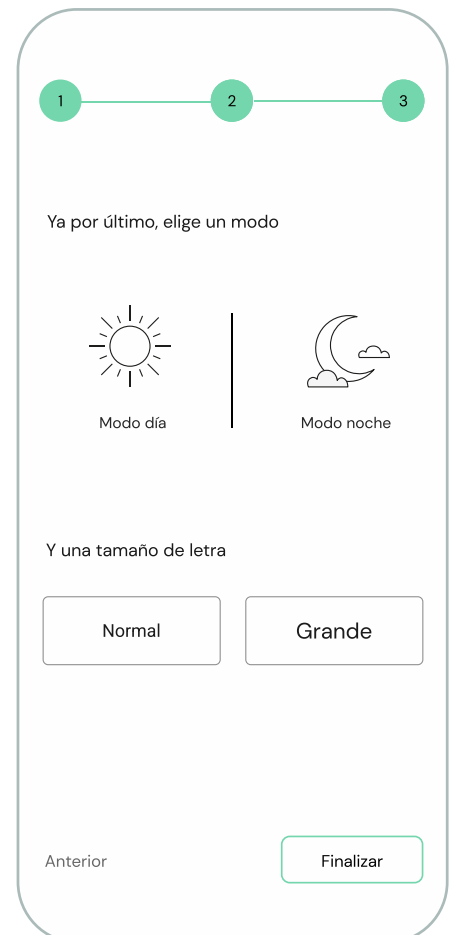 1 2 3
Ya por último, elige un modo
Modo día Modo noche
Y una tamaño de letra
Normal Grande
Anterior Finalizar